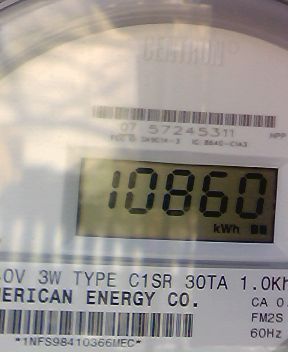 CENTRON®
07 57245311
10860
kWh
3W TYPE C1SR 30TA 1.0Kh
ERICAN ENERGY CO.
CA 0.
FM2S
60Hz
*1NFS98410366MEC*